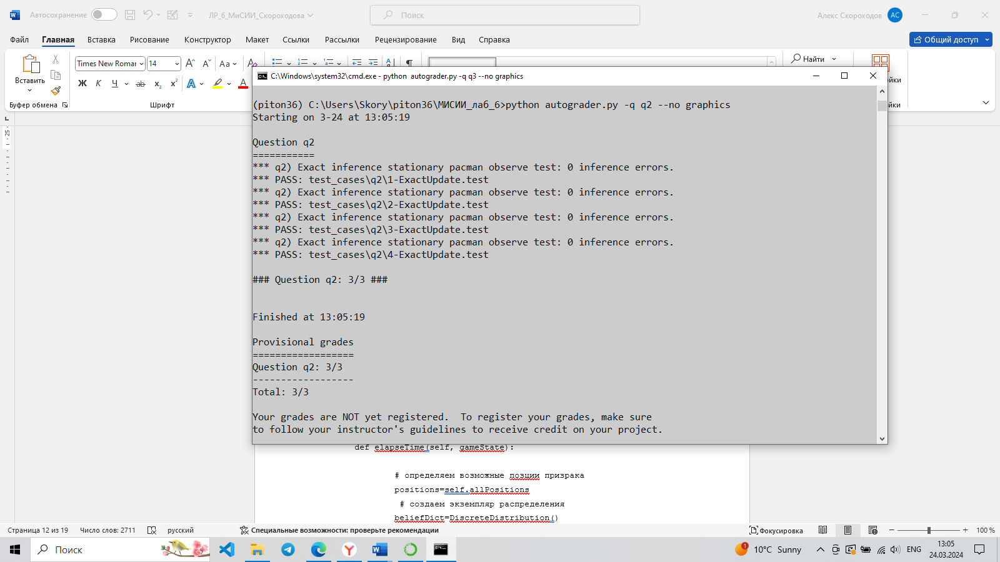 Автосохранение
ЛР_6_МиСИИ_Скороходова
Поиск
Алекс Скороходов
АС
Файл Главная Вставка Рисование Конструктор Макет Ссылки Рассылки Рецензирование Вид Справка
Общий доступ
Вставить
Буфер обмена
Times New Roman 14
Aa
Ж К Ч ab x₂ x² A A
Шрифт
Найти
C:\Windows\system32\cmd.exe - python autograder.py -q q3 --no graphics
(piton36) C:\Users\Skory\piton36\МИСИИ_лаб_6>python autograder.py -q q2 --no graphics
Starting on 3-24 at 13:05:19
Question q2
===========
*** q2) Exact inference stationary pacman observe test: 0 inference errors.
*** PASS: test_cases\q2\1-ExactUpdate.test
*** q2) Exact inference stationary pacman observe test: 0 inference errors.
*** PASS: test_cases\q2\2-ExactUpdate.test
*** q2) Exact inference stationary pacman observe test: 0 inference errors.
*** PASS: test_cases\q2\3-ExactUpdate.test
*** q2) Exact inference stationary pacman observe test: 0 inference errors.
*** PASS: test_cases\q2\4-ExactUpdate.test
### Question q2: 3/3 ###
Finished at 13:05:19
Provisional grades
==================
Question q2: 3/3
------------------
Total: 3/3
Your grades are NOT yet registered.  To register your grades, make sure
to follow your instructor's guidelines to receive credit on your project.
def elapseTime(self, gameState):
# определяем возможные позции призрака
positions=self.allPositions
# создаем экземпляр распределения
beliefDict=DiscreteDistribution()
Страница 12 из 19 Число слов: 2711 русский Специальные возможности: проверьте рекомендации Фокусировка 100 %
Поиск
1 10°C Sunny ENG
13:05
24.03.2024